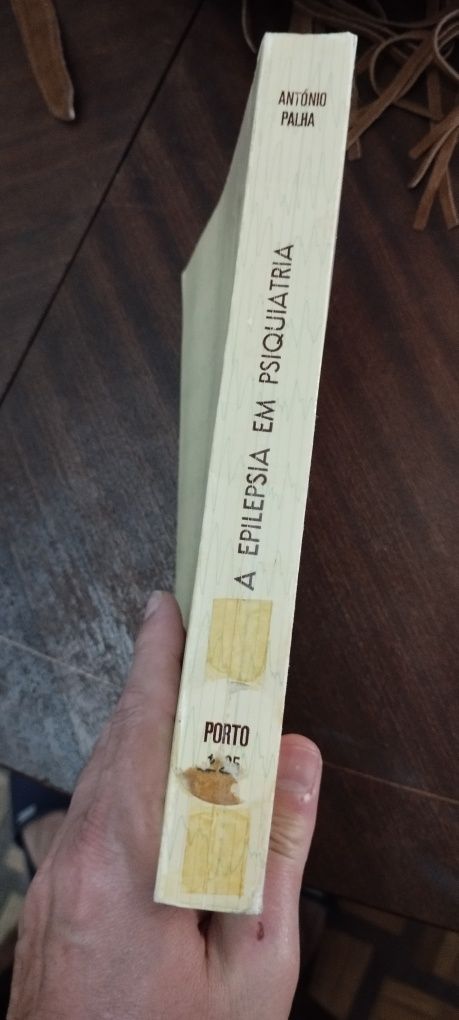 ANTÓNIO
PALHA
A EPILEPSIA EM PSIQUIATRIA
PORTO